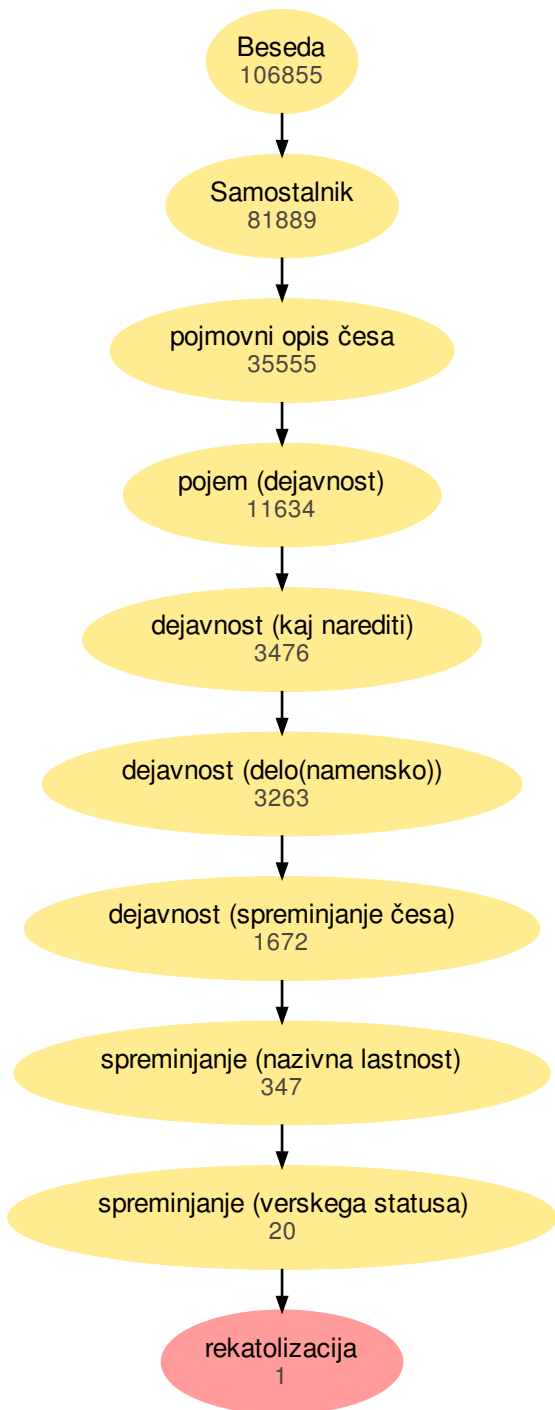 Beseda
106855
Samostalnik
81889
pojmovni opis česa
35555
pojem (dejavnost)
11634
dejavnost (kaj narediti)
3476
dejavnost (delo(namensko))
3263
dejavnost (spreminjanje česa)
1672
spreminjanje (nazivna lastnost)
347
spreminjanje (verskega statusa)
20
rekatolizacija
1